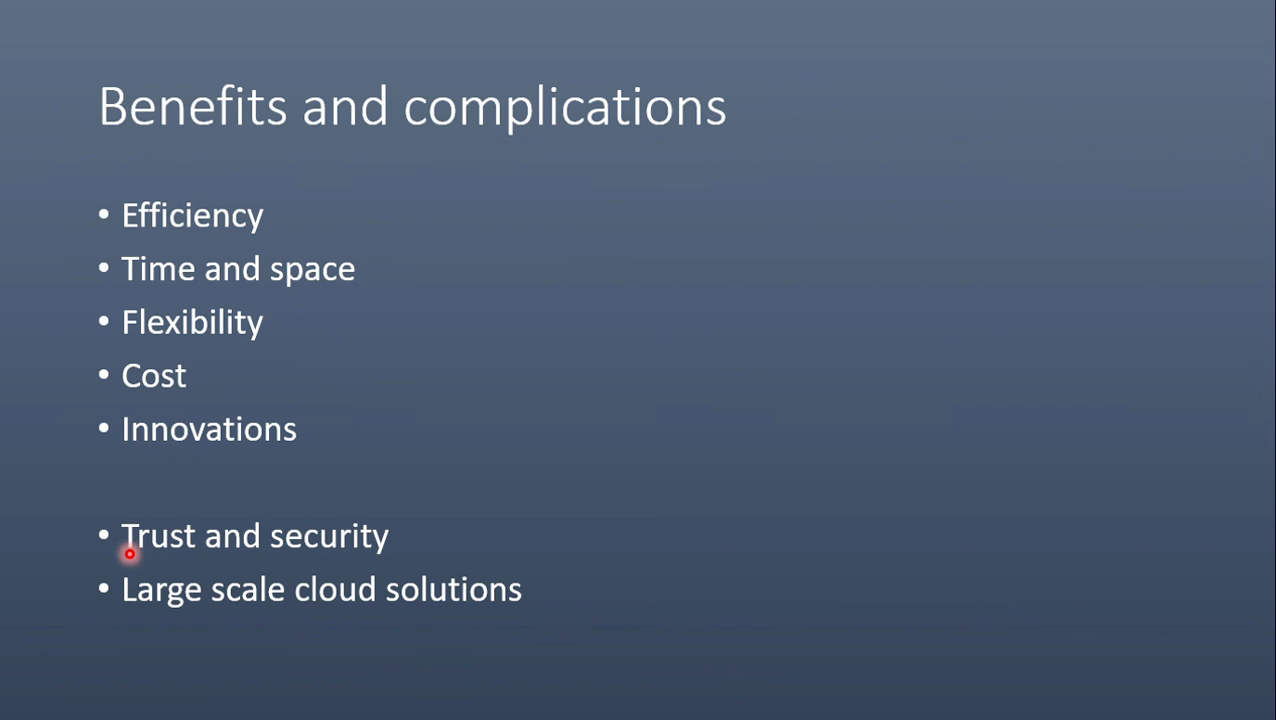 Benefits and complications
• Efficiency
• Time and space
• Flexibility
• Cost
• Innovations
• Trust and security
• Large scale cloud solutions